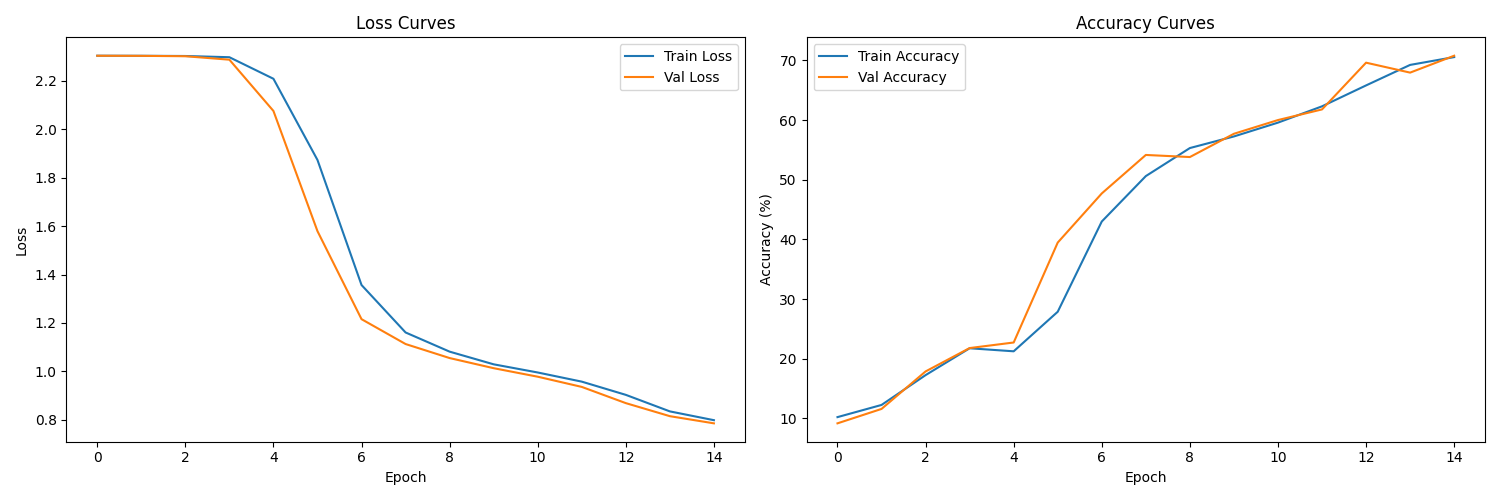 Loss Curves
Train Loss
Val Loss
2.2
2.0
1.8
1.6
1.4
1.2
1.0
0.8
Loss
0 2 4 6 8 10 12 14
Epoch
Accuracy Curves
Train Accuracy
Val Accuracy
70
60
50
40
30
20
10
Accuracy (%)
0 2 4 6 8 10 12 14
Epoch